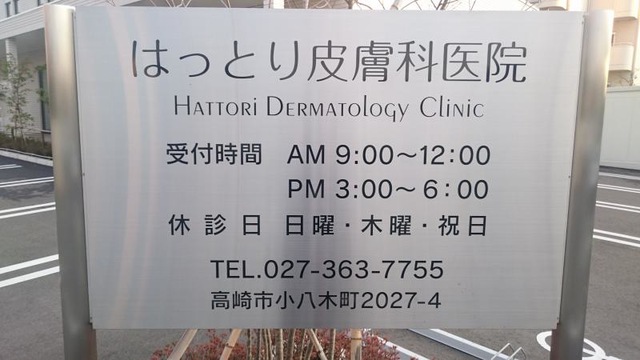 はっとり皮膚科医院
HATTORI DERMATOLOGY CLINIC
受付時間 AM 9:00〜12:00
PM 3:00〜6:00
休診日 日曜・木曜・祝日
TEL.027-363-7755
高崎市小八木町2027-4